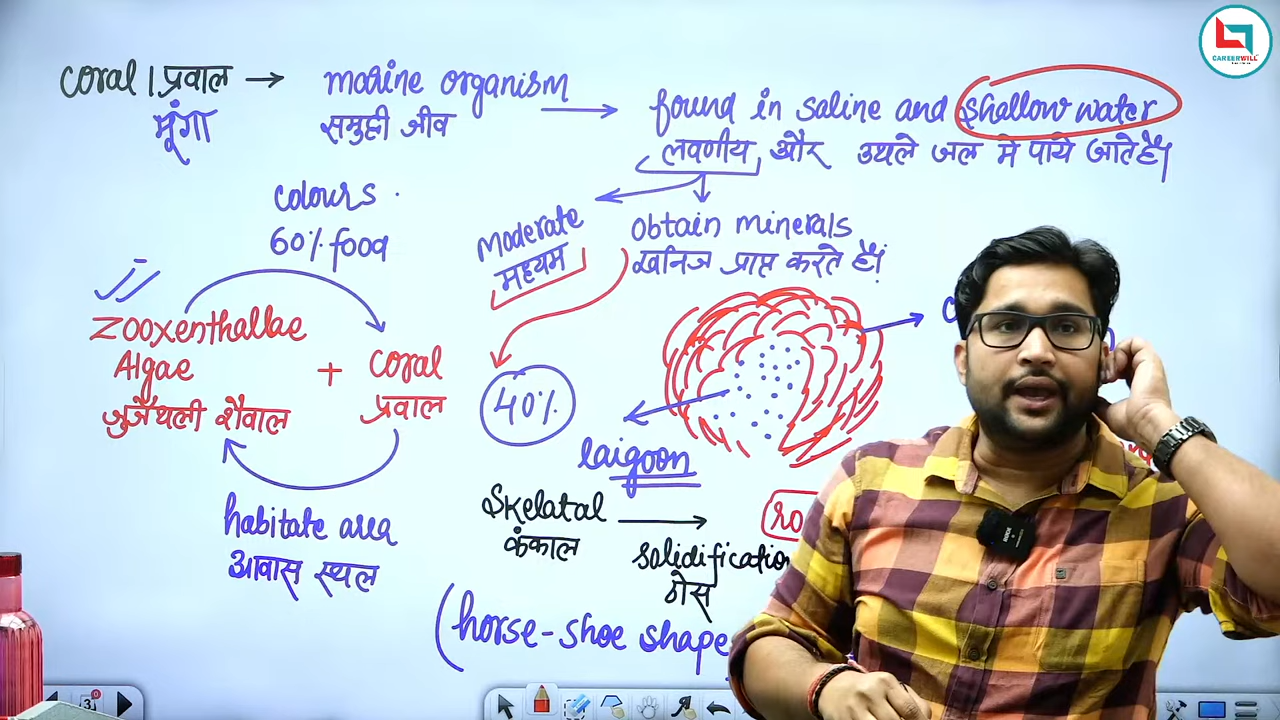 CAREERWILL
Coral | प्रवाल → marine organism
मूंगा
समुद्री जीव
found in saline and shallow water
लवणीय और उथले जल मे पाये जाते है।
colours
60% food
moderate
मध्यम
obtain minerals
खनिज प्राप्त करते है।
Zooxenthallae
Algae
जुजैंथली शैवाल
+
coral
प्रवाल
40%
laigoon
habitate area
आवास स्थल
Skelatal
कंकाल
solidification
ठोस
(horse-shoe shape
3